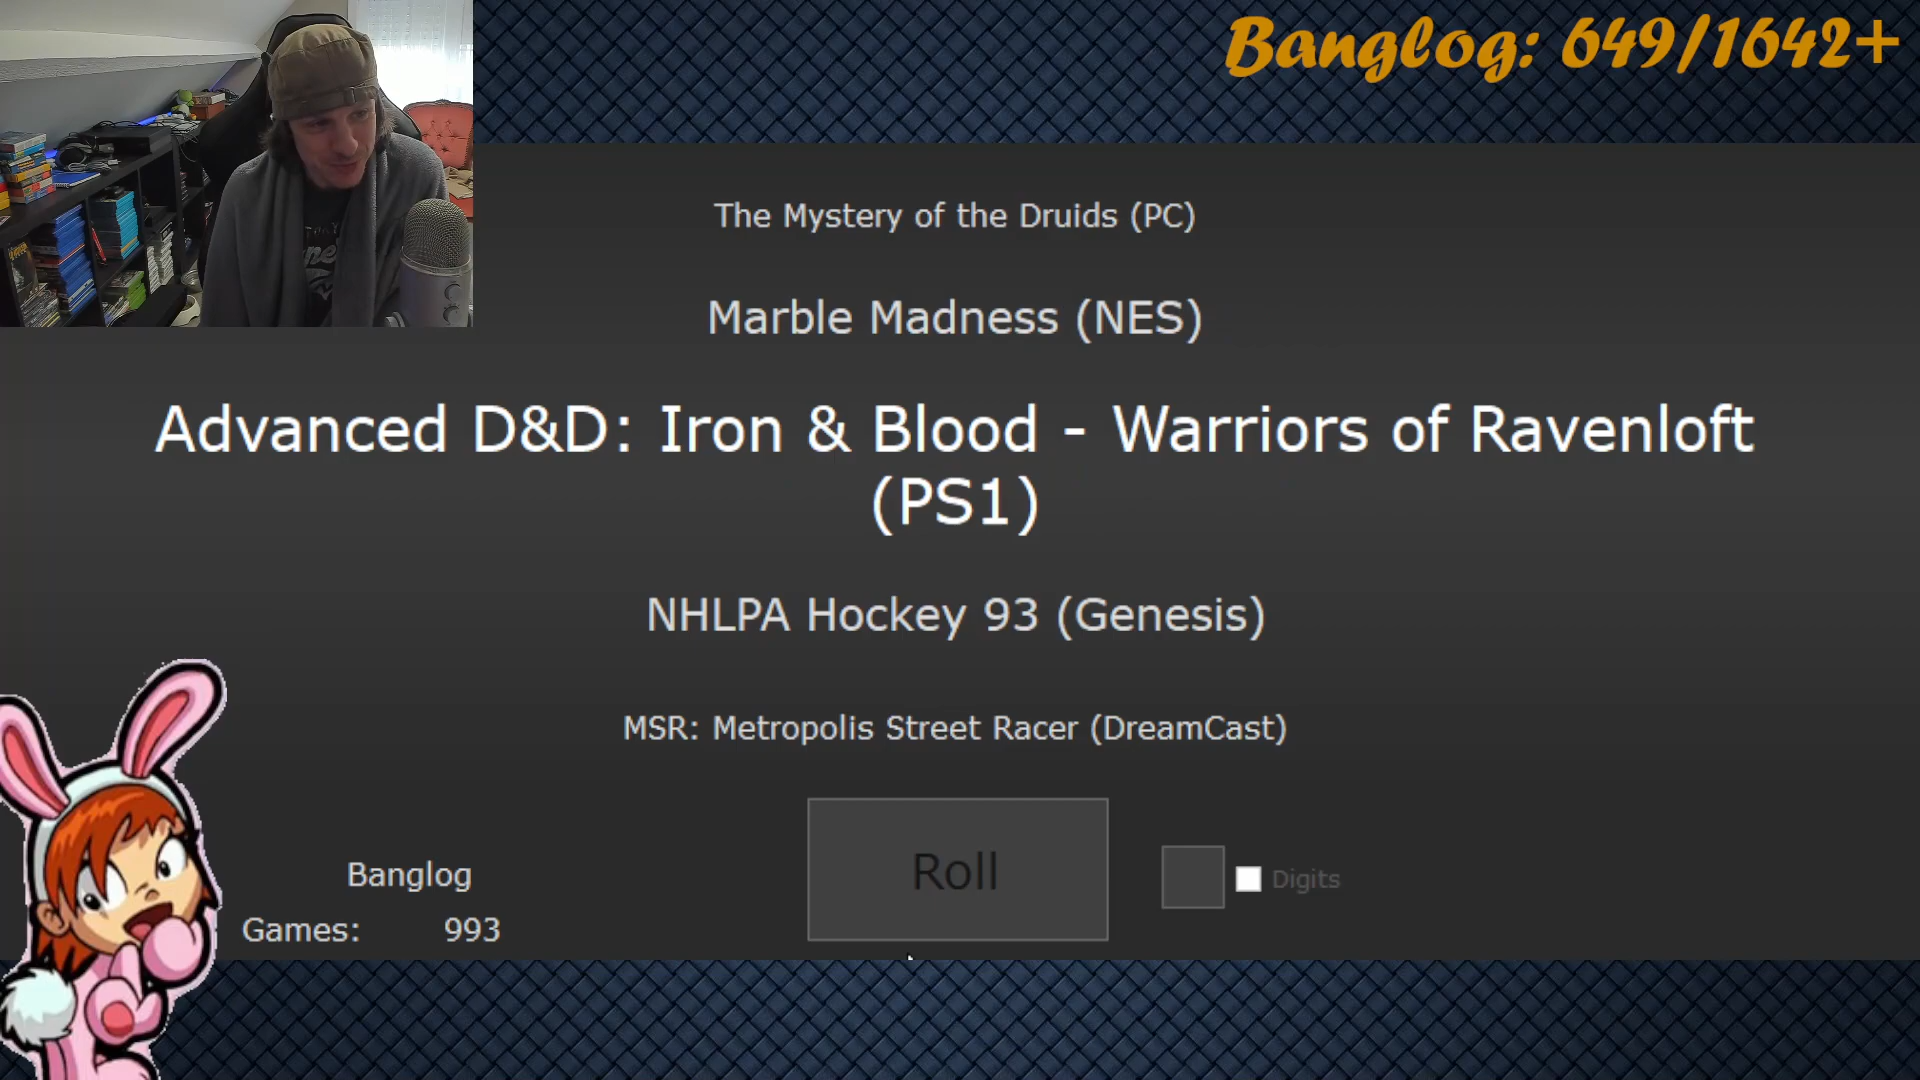 Banglog: 649/1642+
The Mystery of the Druids (PC)
Marble Madness (NES)
Advanced D&D: Iron & Blood - Warriors of Ravenloft
(PS1)
NHLPA Hockey 93 (Genesis)
MSR: Metropolis Street Racer (DreamCast)
Roll
Digits
Banglog
Games: 993